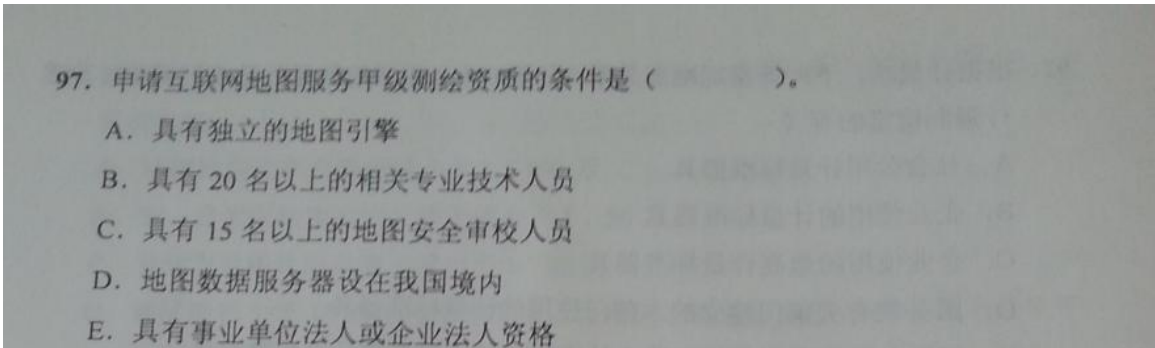 97．申请互联网地图服务甲级测绘资质的条件是（　　）。
A．具有独立的地图引擎
B．具有 20 名以上的相关专业技术人员
C．具有 15 名以上的地图安全审校人员
D．地图数据服务器设在我国境内
E．具有事业单位法人或企业法人资格